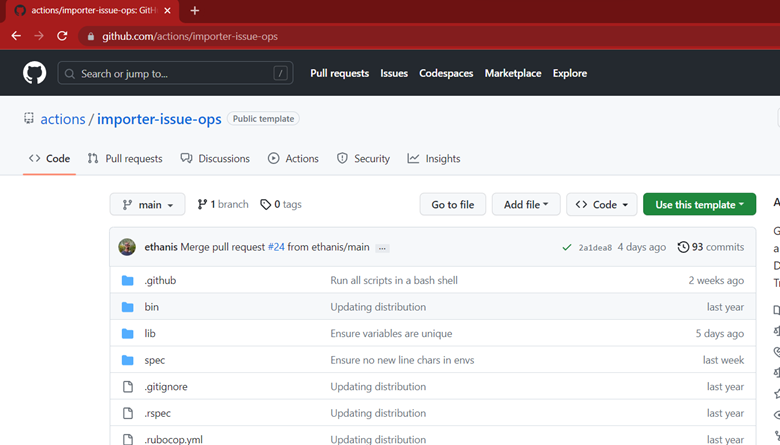 actions/importer-issue-ops: GitH
github.com/actions/importer-issue-ops
Search or jump to... / Pull requests Issues Codespaces Marketplace Explore
actions / importer-issue-ops Public template
Code Pull requests Discussions Actions Security Insights
main 1 branch 0 tags Go to file Add file Code Use this template
ethanis Merge pull request #24 from ethanis/main ... 2a1dea8 4 days ago 93 commits
.github Run all scripts in a bash shell 2 weeks ago
bin Updating distribution last year
lib Ensure variables are unique 5 days ago
spec Ensure no new line chars in envs last week
.gitignore Updating distribution last year
.rspec Updating distribution last year
.rubocop.yml Updating distribution last year